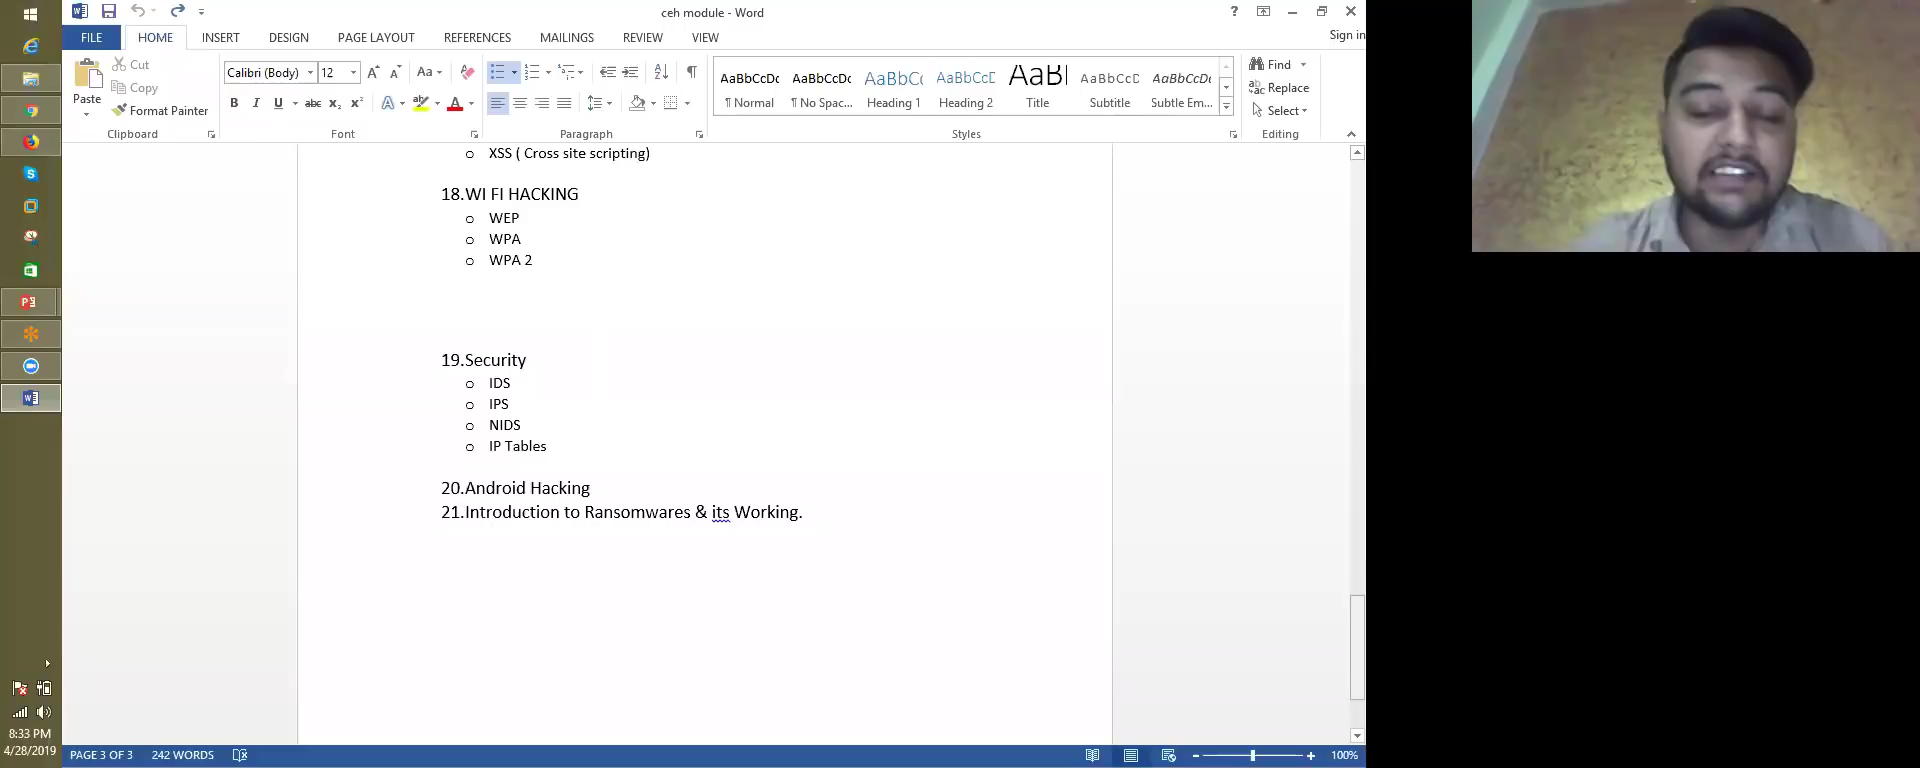 ceh module - Word
FILE HOME INSERT DESIGN PAGE LAYOUT REFERENCES MAILINGS REVIEW VIEW Sign in
Paste
Cut
Copy
Format Painter
Clipboard
Calibri (Body) 12
Font
Paragraph
AaBbCcDc AaBbCcDc AaBbC( AaBbCcD AaBl AaBbCcD AaBbCcDt
¶ Normal ¶ No Spac... Heading 1 Heading 2 Title Subtitle Subtle Em...
Styles
Find
Replace
Select
Editing
o XSS ( Cross site scripting)
18.WI FI HACKING
o WEP
o WPA
o WPA 2
19.Security
o IDS
o IPS
o NIDS
o IP Tables
20.Android Hacking
21.Introduction to Ransomwares & its Working.
8:33 PM
4/28/2019
PAGE 3 OF 3 242 WORDS 100%